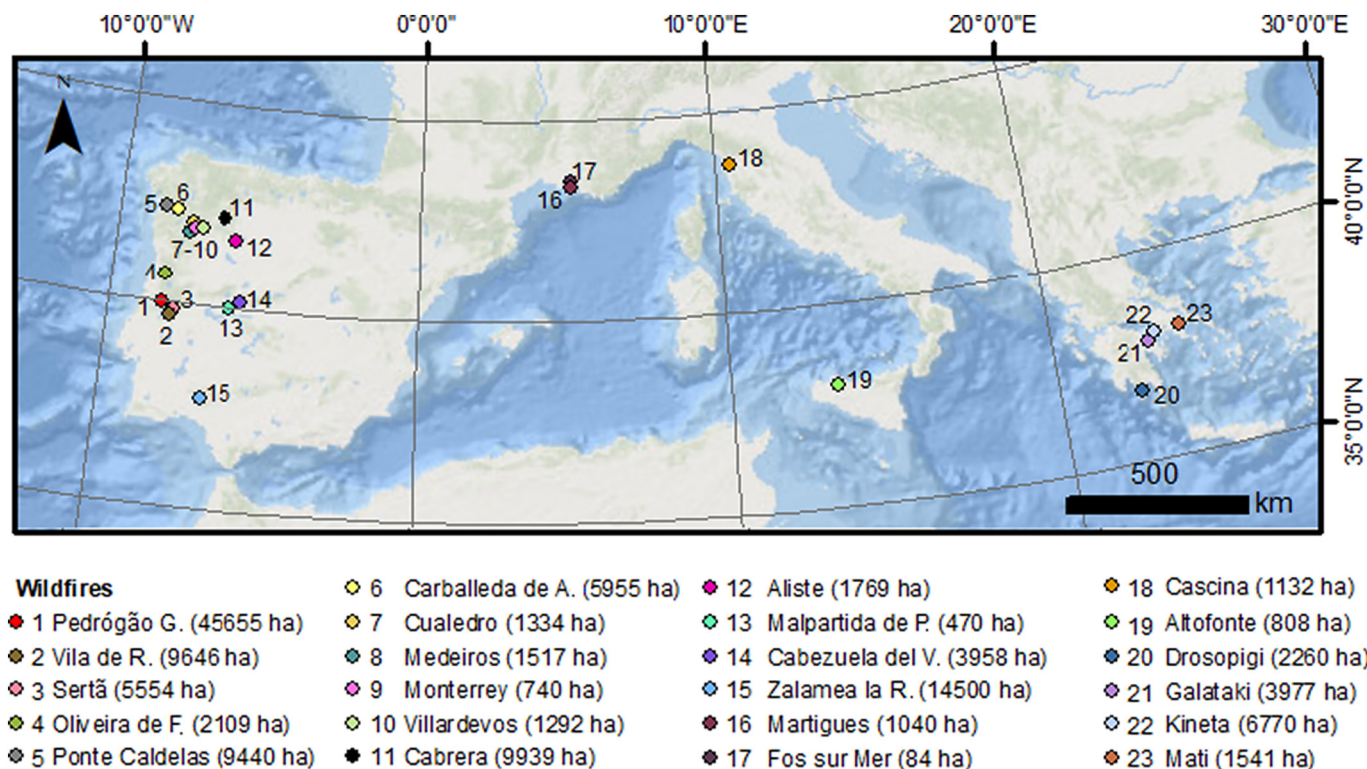 10°0'0"W 0°0'0" 10°0'0"E 20°0'0"E 30°0'0"E
N
40°0'0"N
35°0'0"N
5 6 11
7-10 12
4
1 3 14
2 13
15
17
16
18
19
22 23
21
20
500
km
Wildfires
1 Pedrógão G. (45655 ha)
2 Vila de R. (9646 ha)
3 Sertã (5554 ha)
4 Oliveira de F. (2109 ha)
5 Ponte Caldelas (9440 ha)
6 Carballeda de A. (5955 ha)
7 Cualedro (1334 ha)
8 Medeiros (1517 ha)
9 Monterrey (740 ha)
10 Villardevos (1292 ha)
11 Cabrera (9939 ha)
12 Aliste (1769 ha)
13 Malpartida de P. (470 ha)
14 Cabezuela del V. (3958 ha)
15 Zalamea la R. (14500 ha)
16 Martigues (1040 ha)
17 Fos sur Mer (84 ha)
18 Cascina (1132 ha)
19 Altofonte (808 ha)
20 Drosopigi (2260 ha)
21 Galataki (3977 ha)
22 Kineta (6770 ha)
23 Mati (1541 ha)